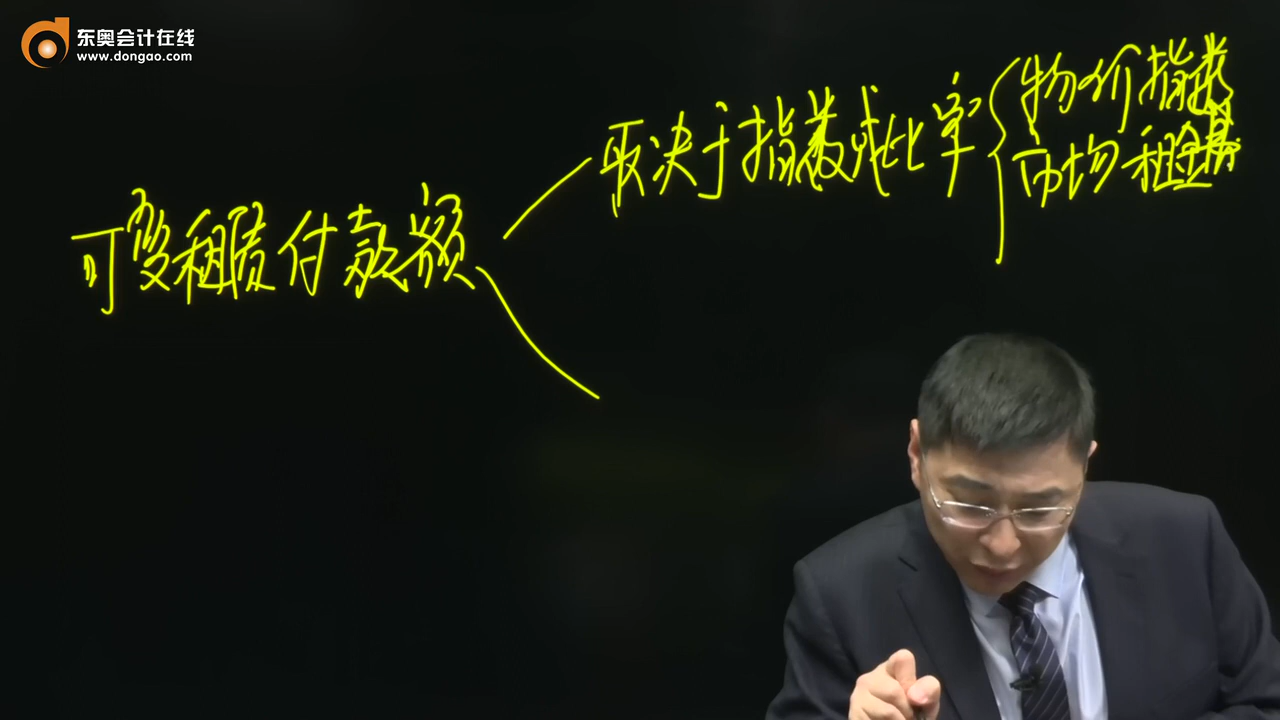 东奥会计在线
www.dongao.com
可变租赁付款额
取决于指数或比率
物价指数
市场租金